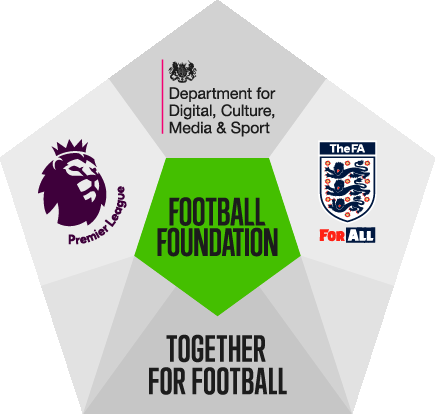 Department for
Digital, Culture,
Media & Sport
Premier League
TheFA
FOR ALL
FOOTBALL
FOUNDATION
TOGETHER
FOR FOOTBALL